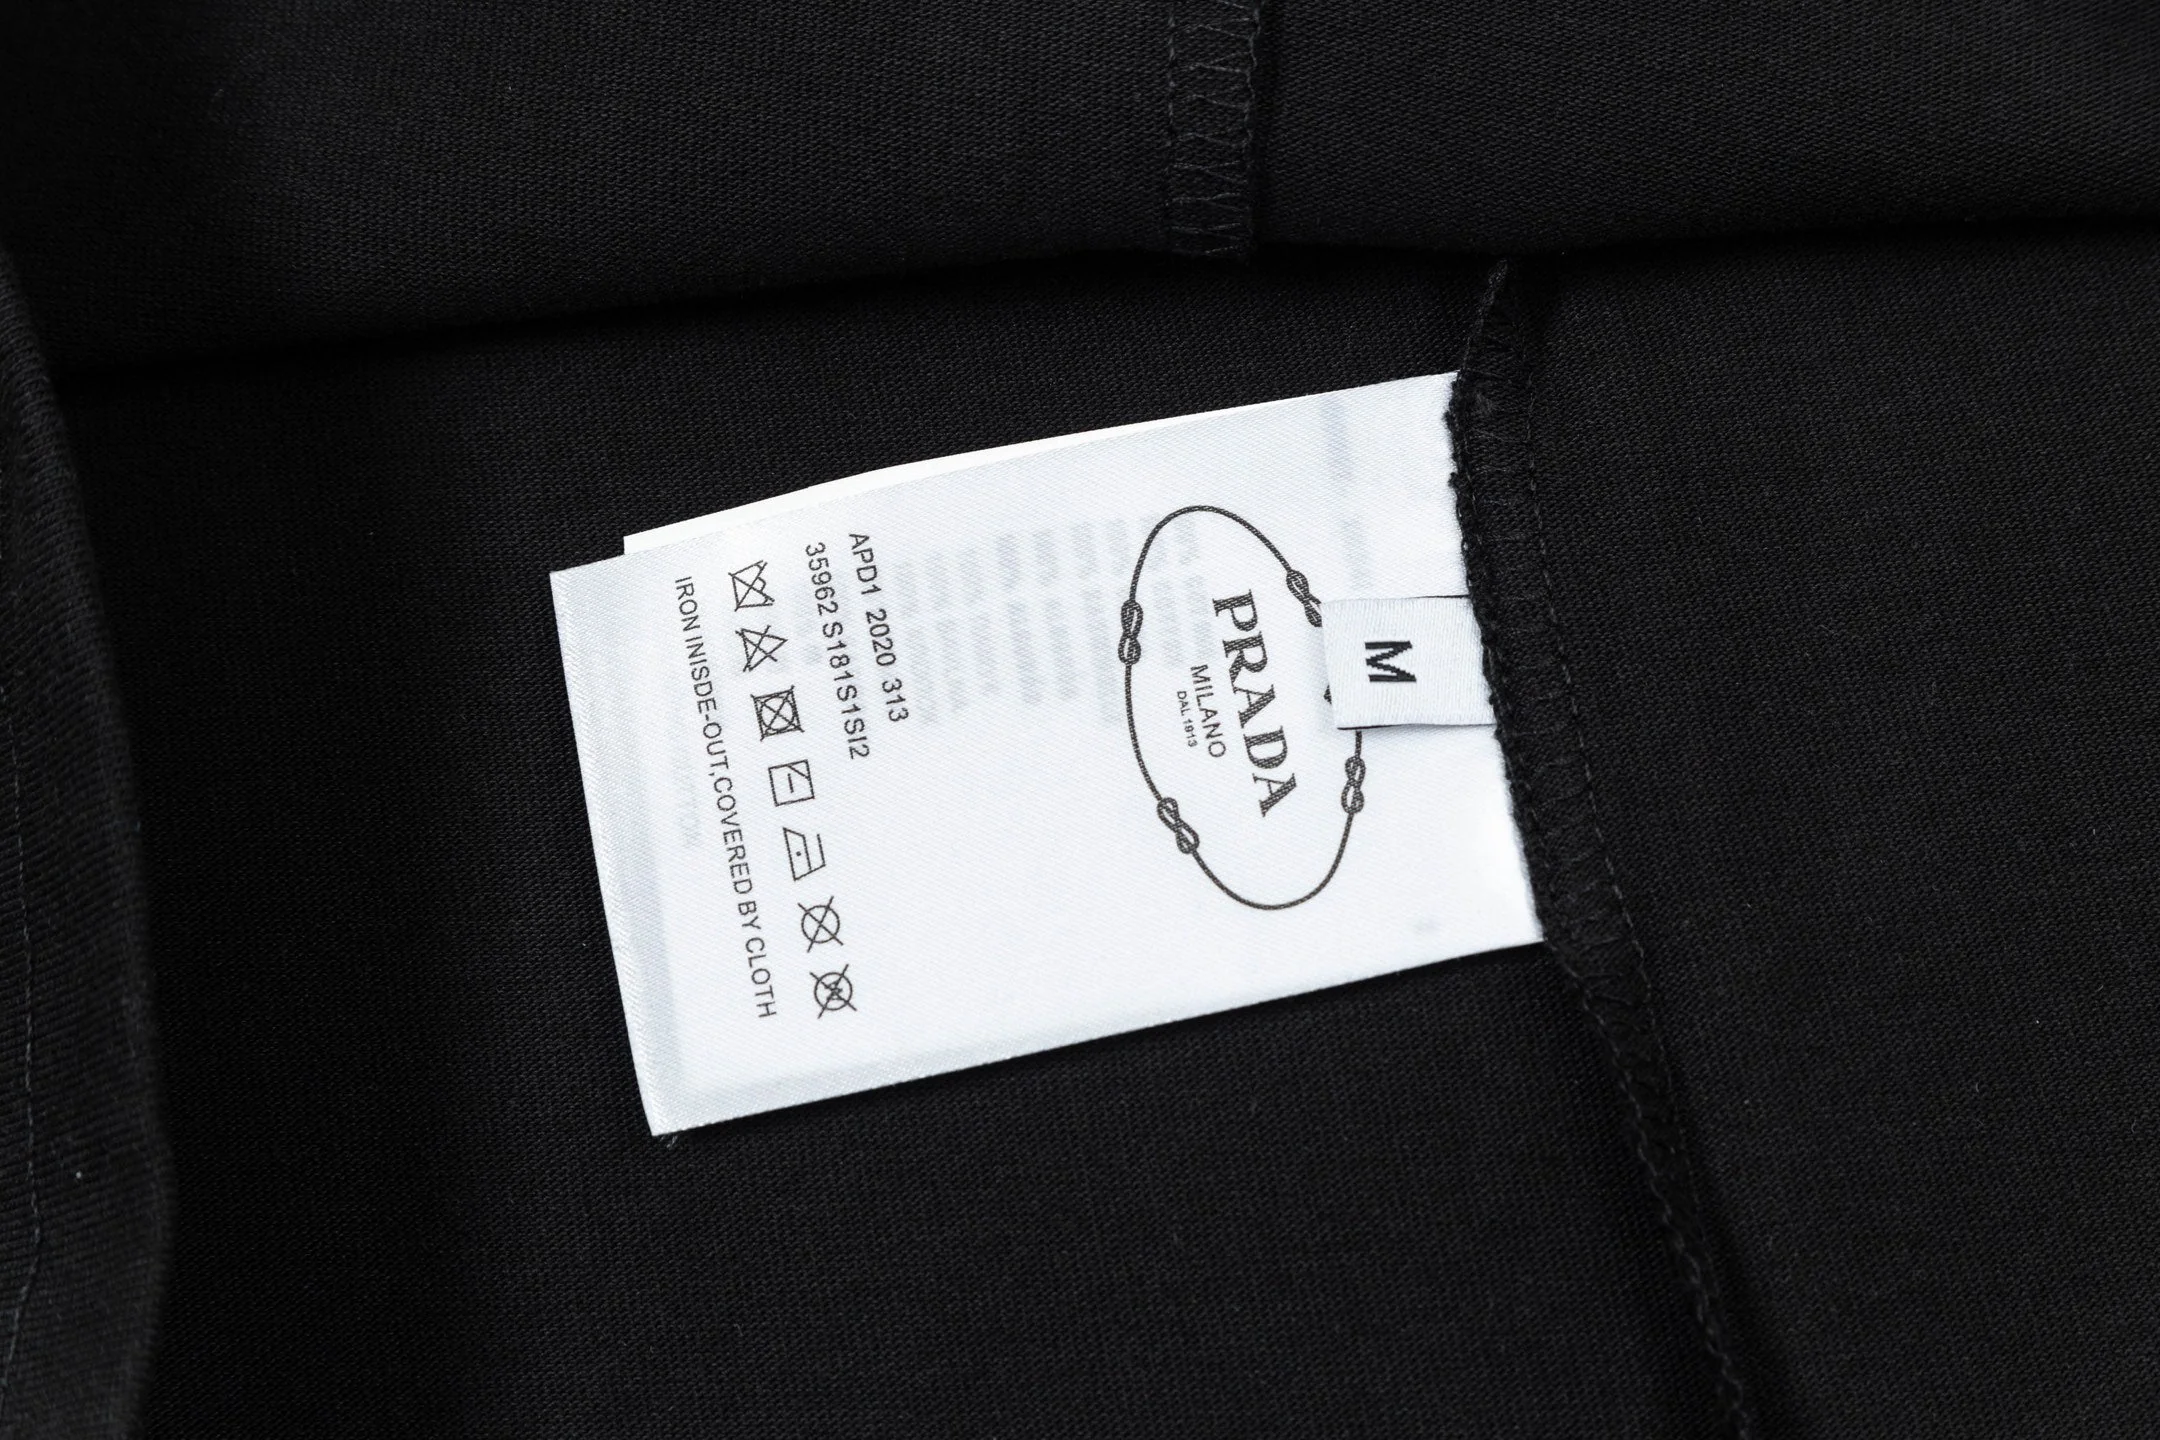 M
PRADA
MILANO
DAL 1913
APD1 2020 313
35962 S181S1SI2
IRON INISDE-OUT,COVERED BY CLOTH